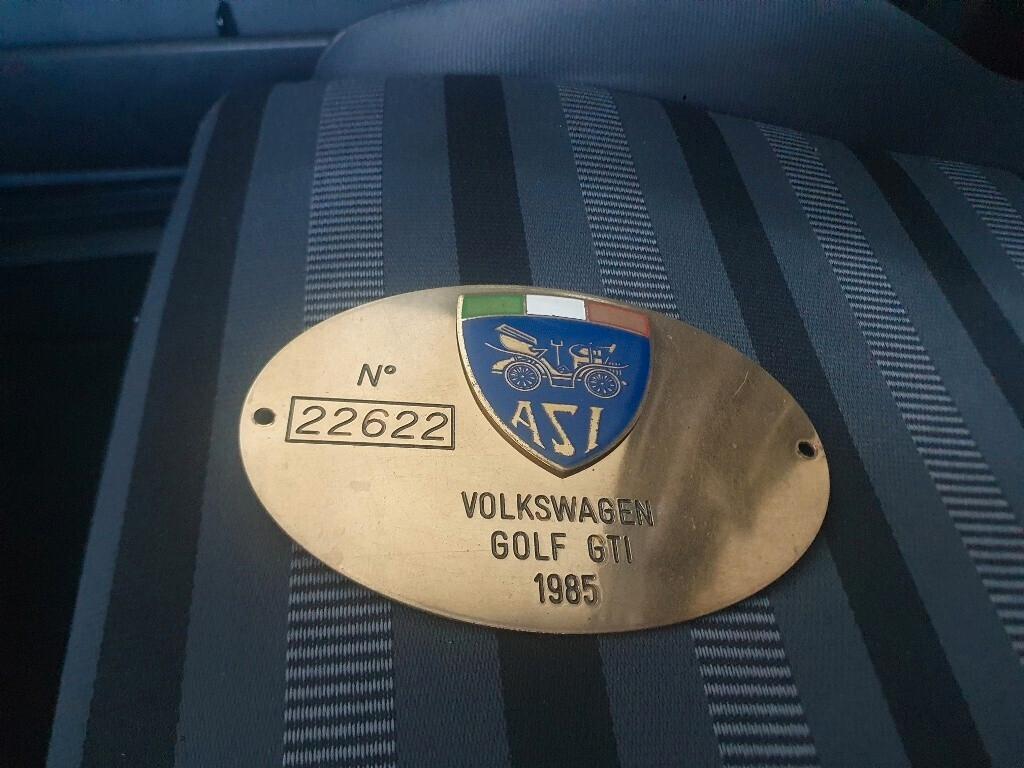 N°
22622
ASI
VOLKSWAGEN
GOLF GTI
1985